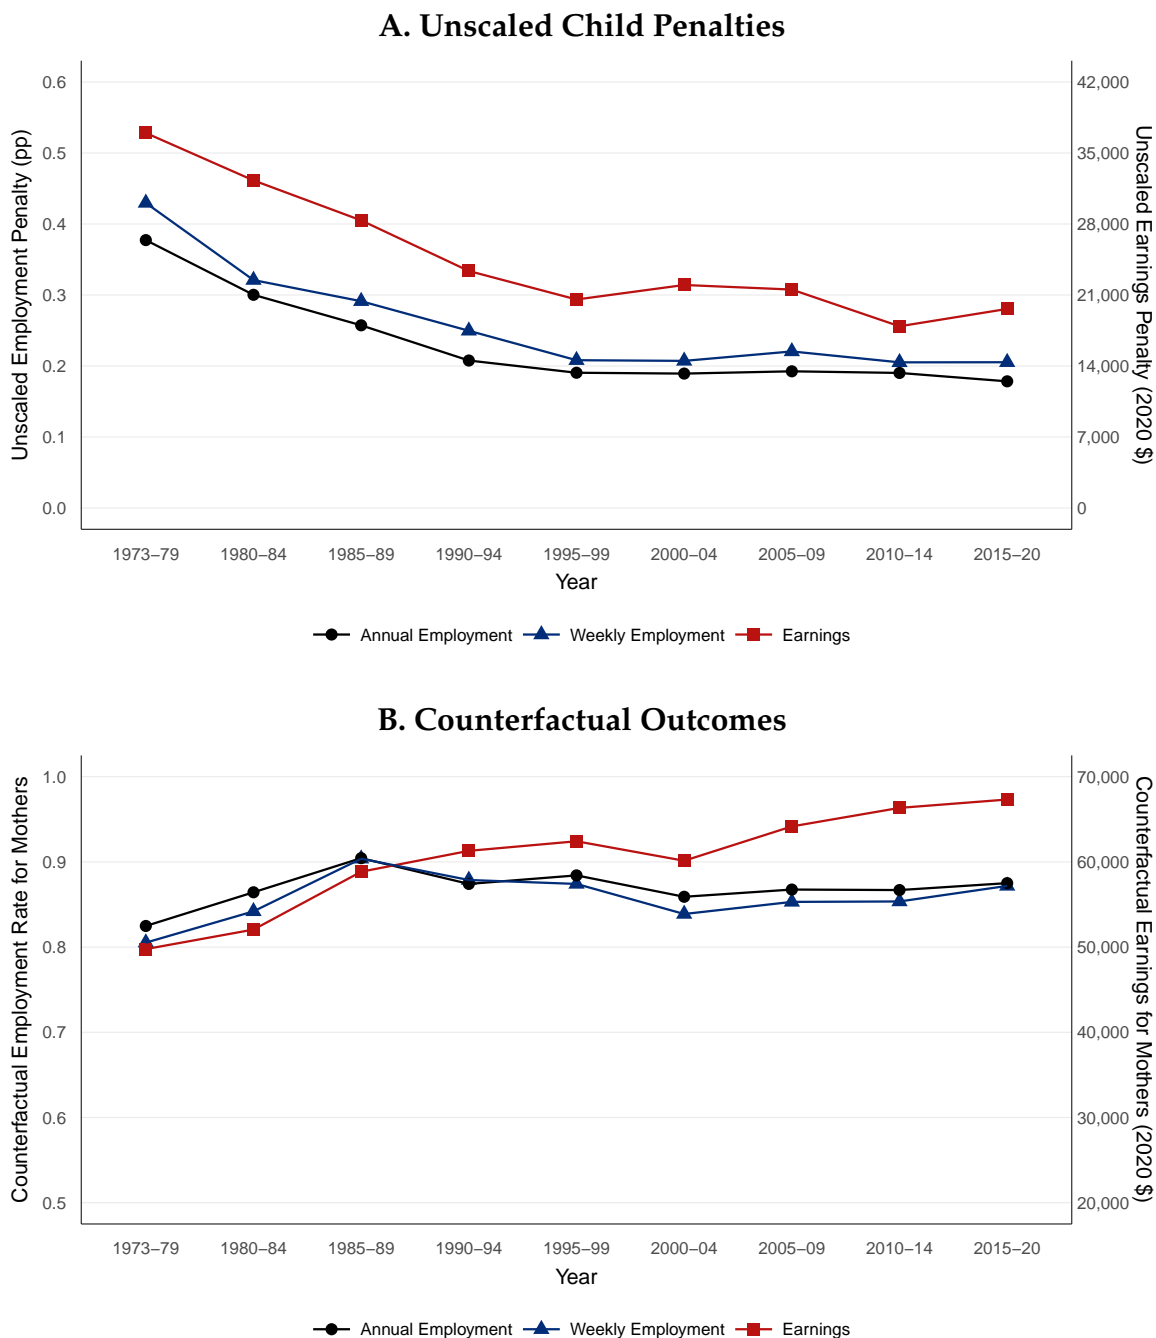 A. Unscaled Child Penalties
Unscaled Employment Penalty (pp)
0.6
0.5
0.4
0.3
0.2
0.1
0.0
42,000
35,000
28,000
21,000
14,000
7,000
0
Unscaled Earnings Penalty (2020 $)
1973–79 1980–84 1985–89 1990–94 1995–99 2000–04 2005–09 2010–14 2015–20
Year
Annual Employment Weekly Employment Earnings
B. Counterfactual Outcomes
Counterfactual Employment Rate for Mothers
1.0
0.9
0.8
0.7
0.6
0.5
70,000
60,000
50,000
40,000
30,000
20,000
Counterfactual Earnings for Mothers (2020 $)
1973–79 1980–84 1985–89 1990–94 1995–99 2000–04 2005–09 2010–14 2015–20
Year
Annual Employment Weekly Employment Earnings